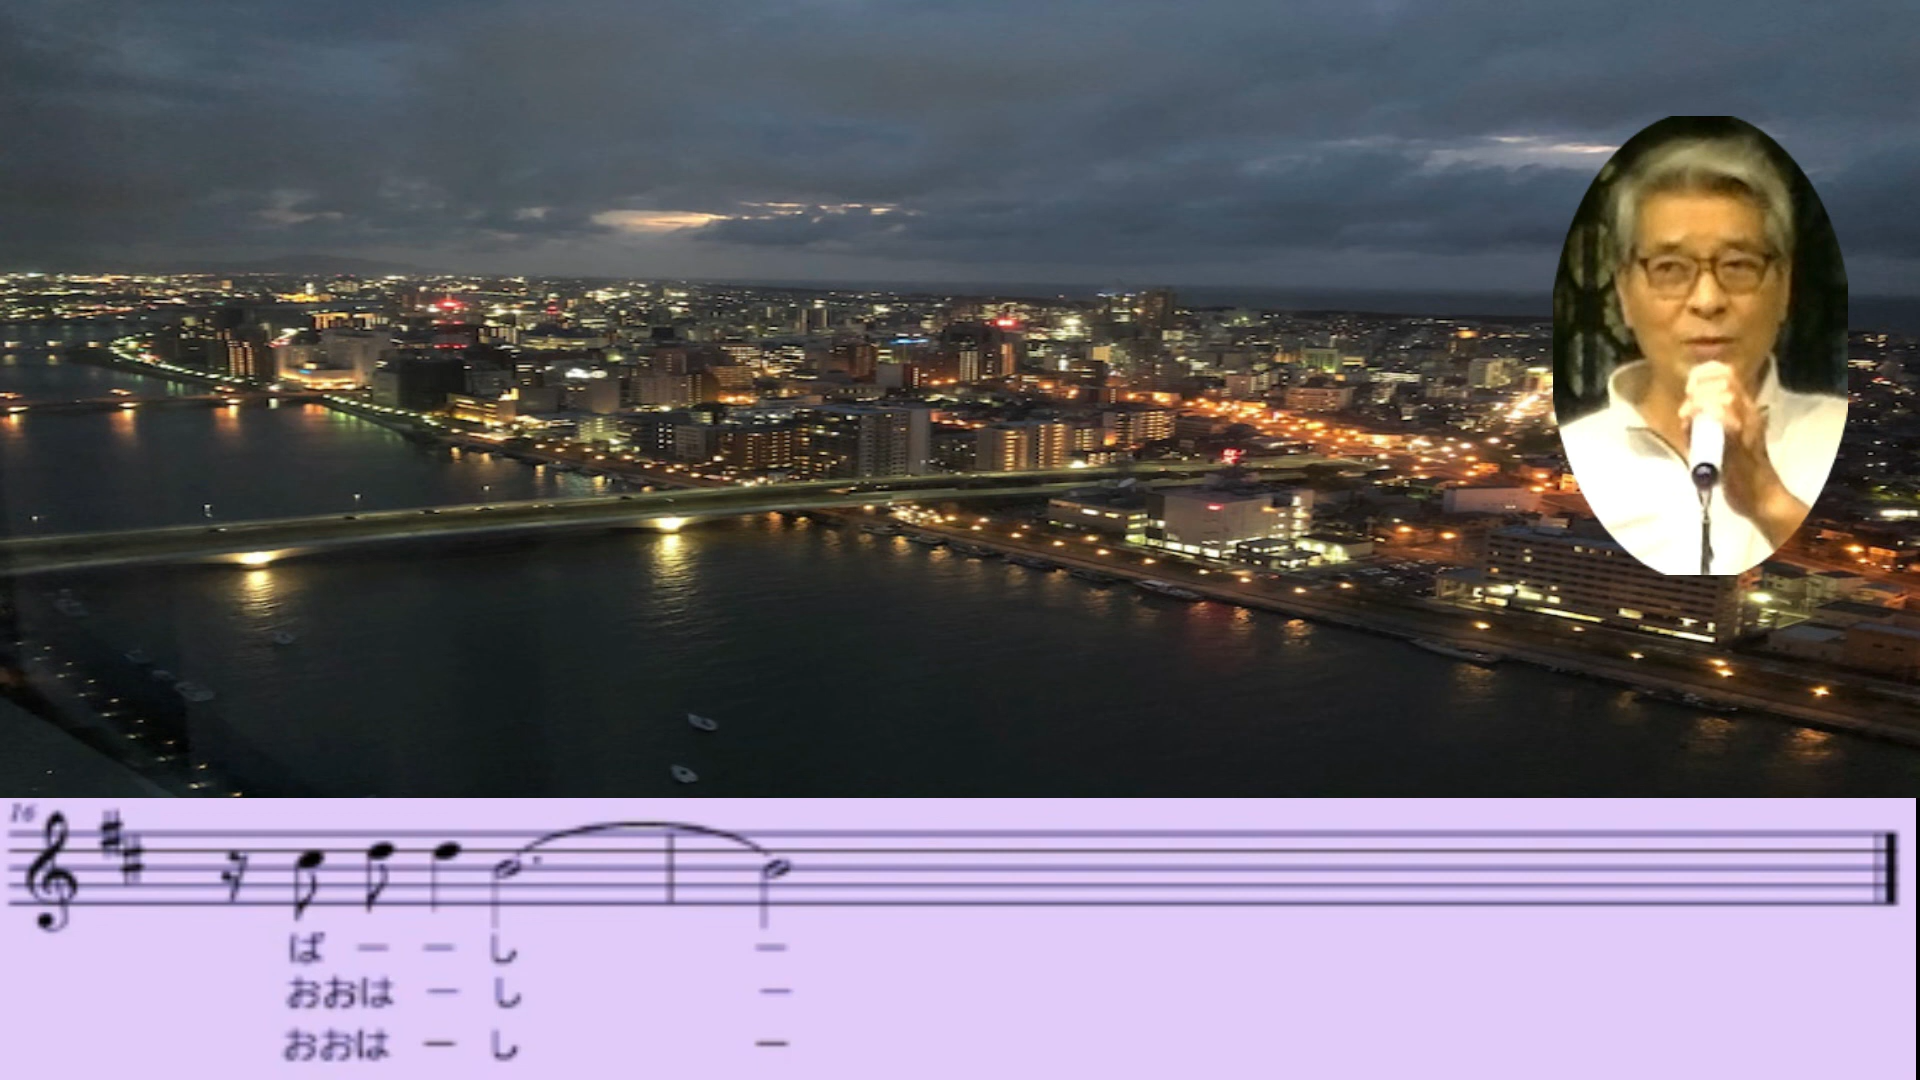 16
ば ー ー し ー
おおは ー し ー
おおは ー し ー